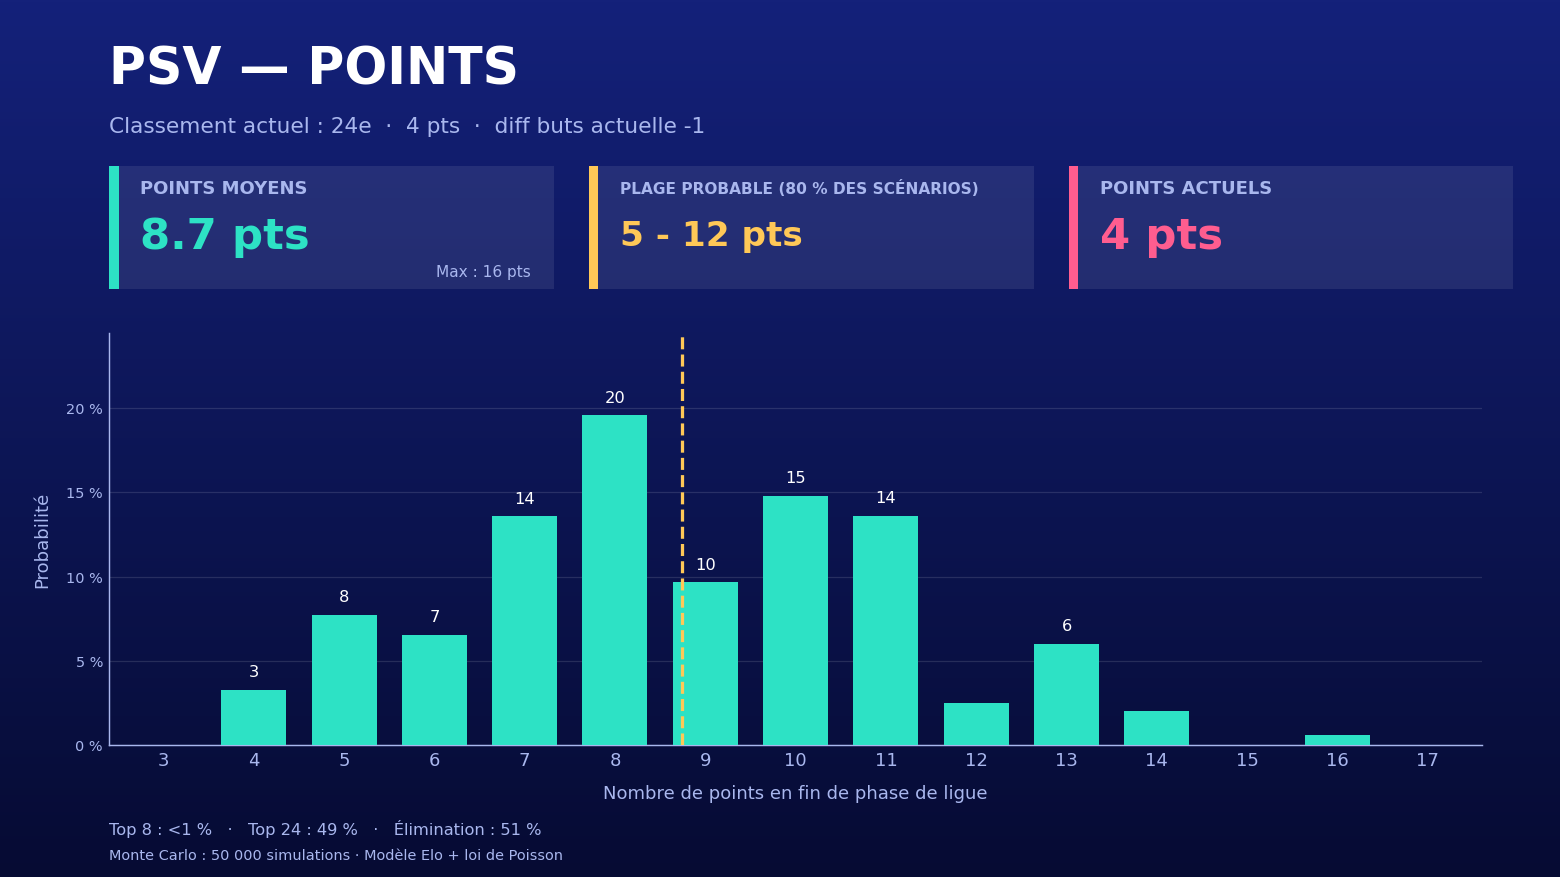 PSV — POINTS
Classement actuel : 24e · 4 pts · diff buts actuelle -1
POINTS MOYENS
8.7 pts
Max : 16 pts
PLAGE PROBABLE (80 % DES SCÉNARIOS)
5 - 12 pts
POINTS ACTUELS
4 pts
Probabilité
20 %
15 %
10 %
5 %
0 %
3
8
7
14
20
10
15
14
6
3 4 5 6 7 8 9 10 11 12 13 14 15 16 17
Nombre de points en fin de phase de ligue
Top 8 : <1 % · Top 24 : 49 % · Élimination : 51 %
Monte Carlo : 50 000 simulations · Modèle Elo + loi de Poisson